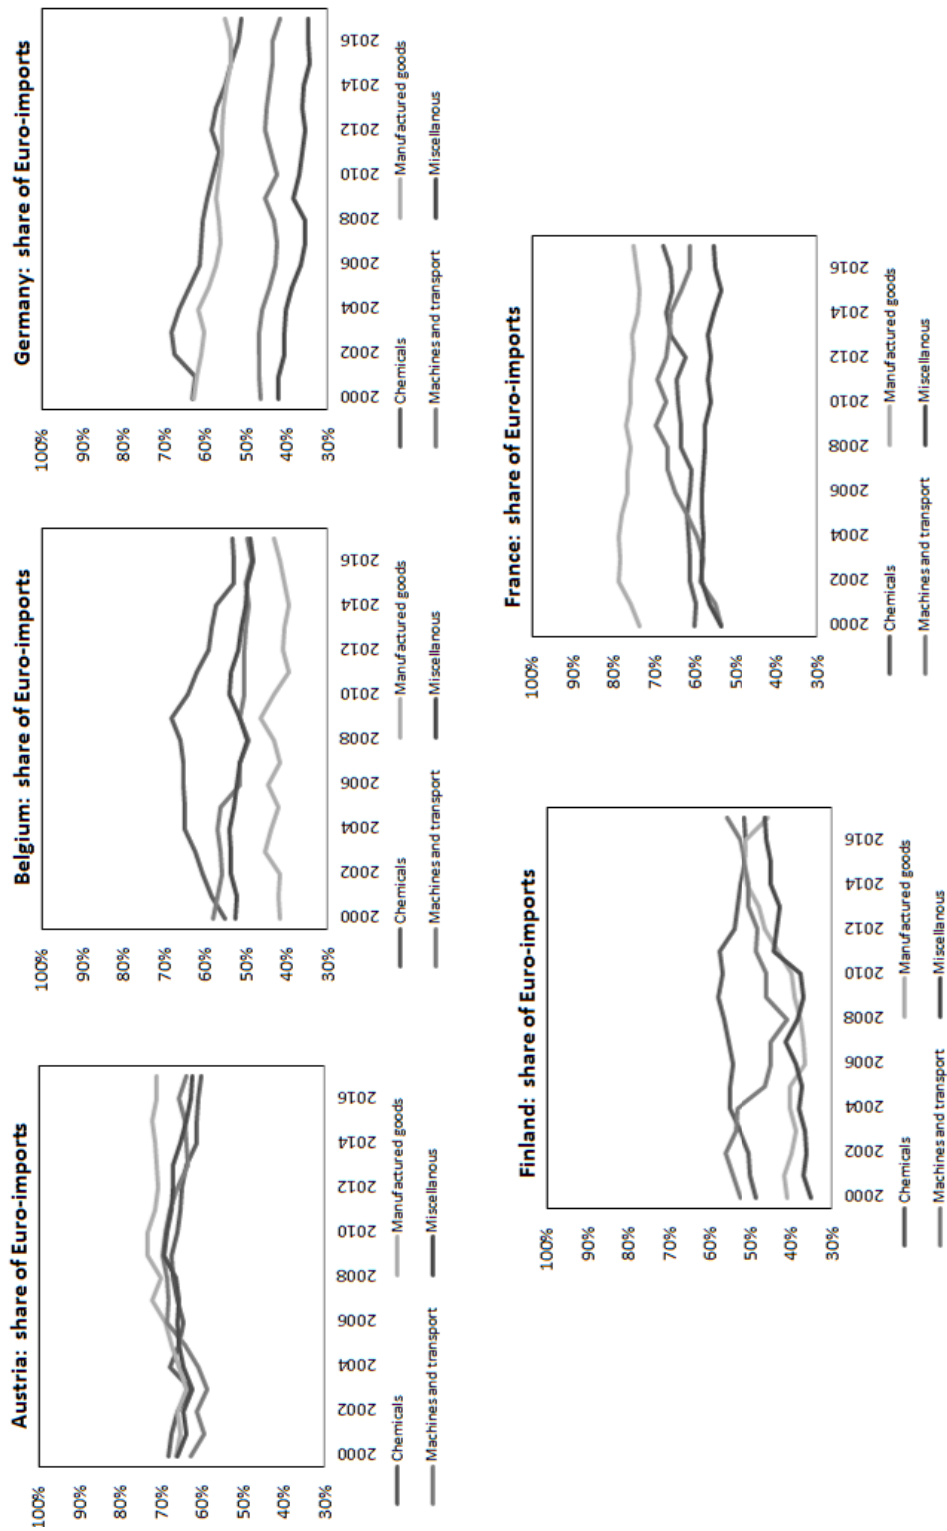 Austria: share of Euro-imports
100%
90%
80%
70%
60%
50%
40%
30%
2000 2002 2004 2006 2008 2010 2012 2014 2016
Chemicals Manufactured goods
Machines and transport Miscellanous
Belgium: share of Euro-imports
100%
90%
80%
70%
60%
50%
40%
30%
2000 2002 2004 2006 2008 2010 2012 2014 2016
Chemicals Manufactured goods
Machines and transport Miscellanous
Germany: share of Euro-imports
100%
90%
80%
70%
60%
50%
40%
30%
2000 2002 2004 2006 2008 2010 2012 2014 2016
Chemicals Manufactured goods
Machines and transport Miscellanous
Finland: share of Euro-imports
100%
90%
80%
70%
60%
50%
40%
30%
2000 2002 2004 2006 2008 2010 2012 2014 2016
Chemicals Manufactured goods
Machines and transport Miscellanous
France: share of Euro-imports
100%
90%
80%
70%
60%
50%
40%
30%
2000 2002 2004 2006 2008 2010 2012 2014 2016
Chemicals Manufactured goods
Machines and transport Miscellanous